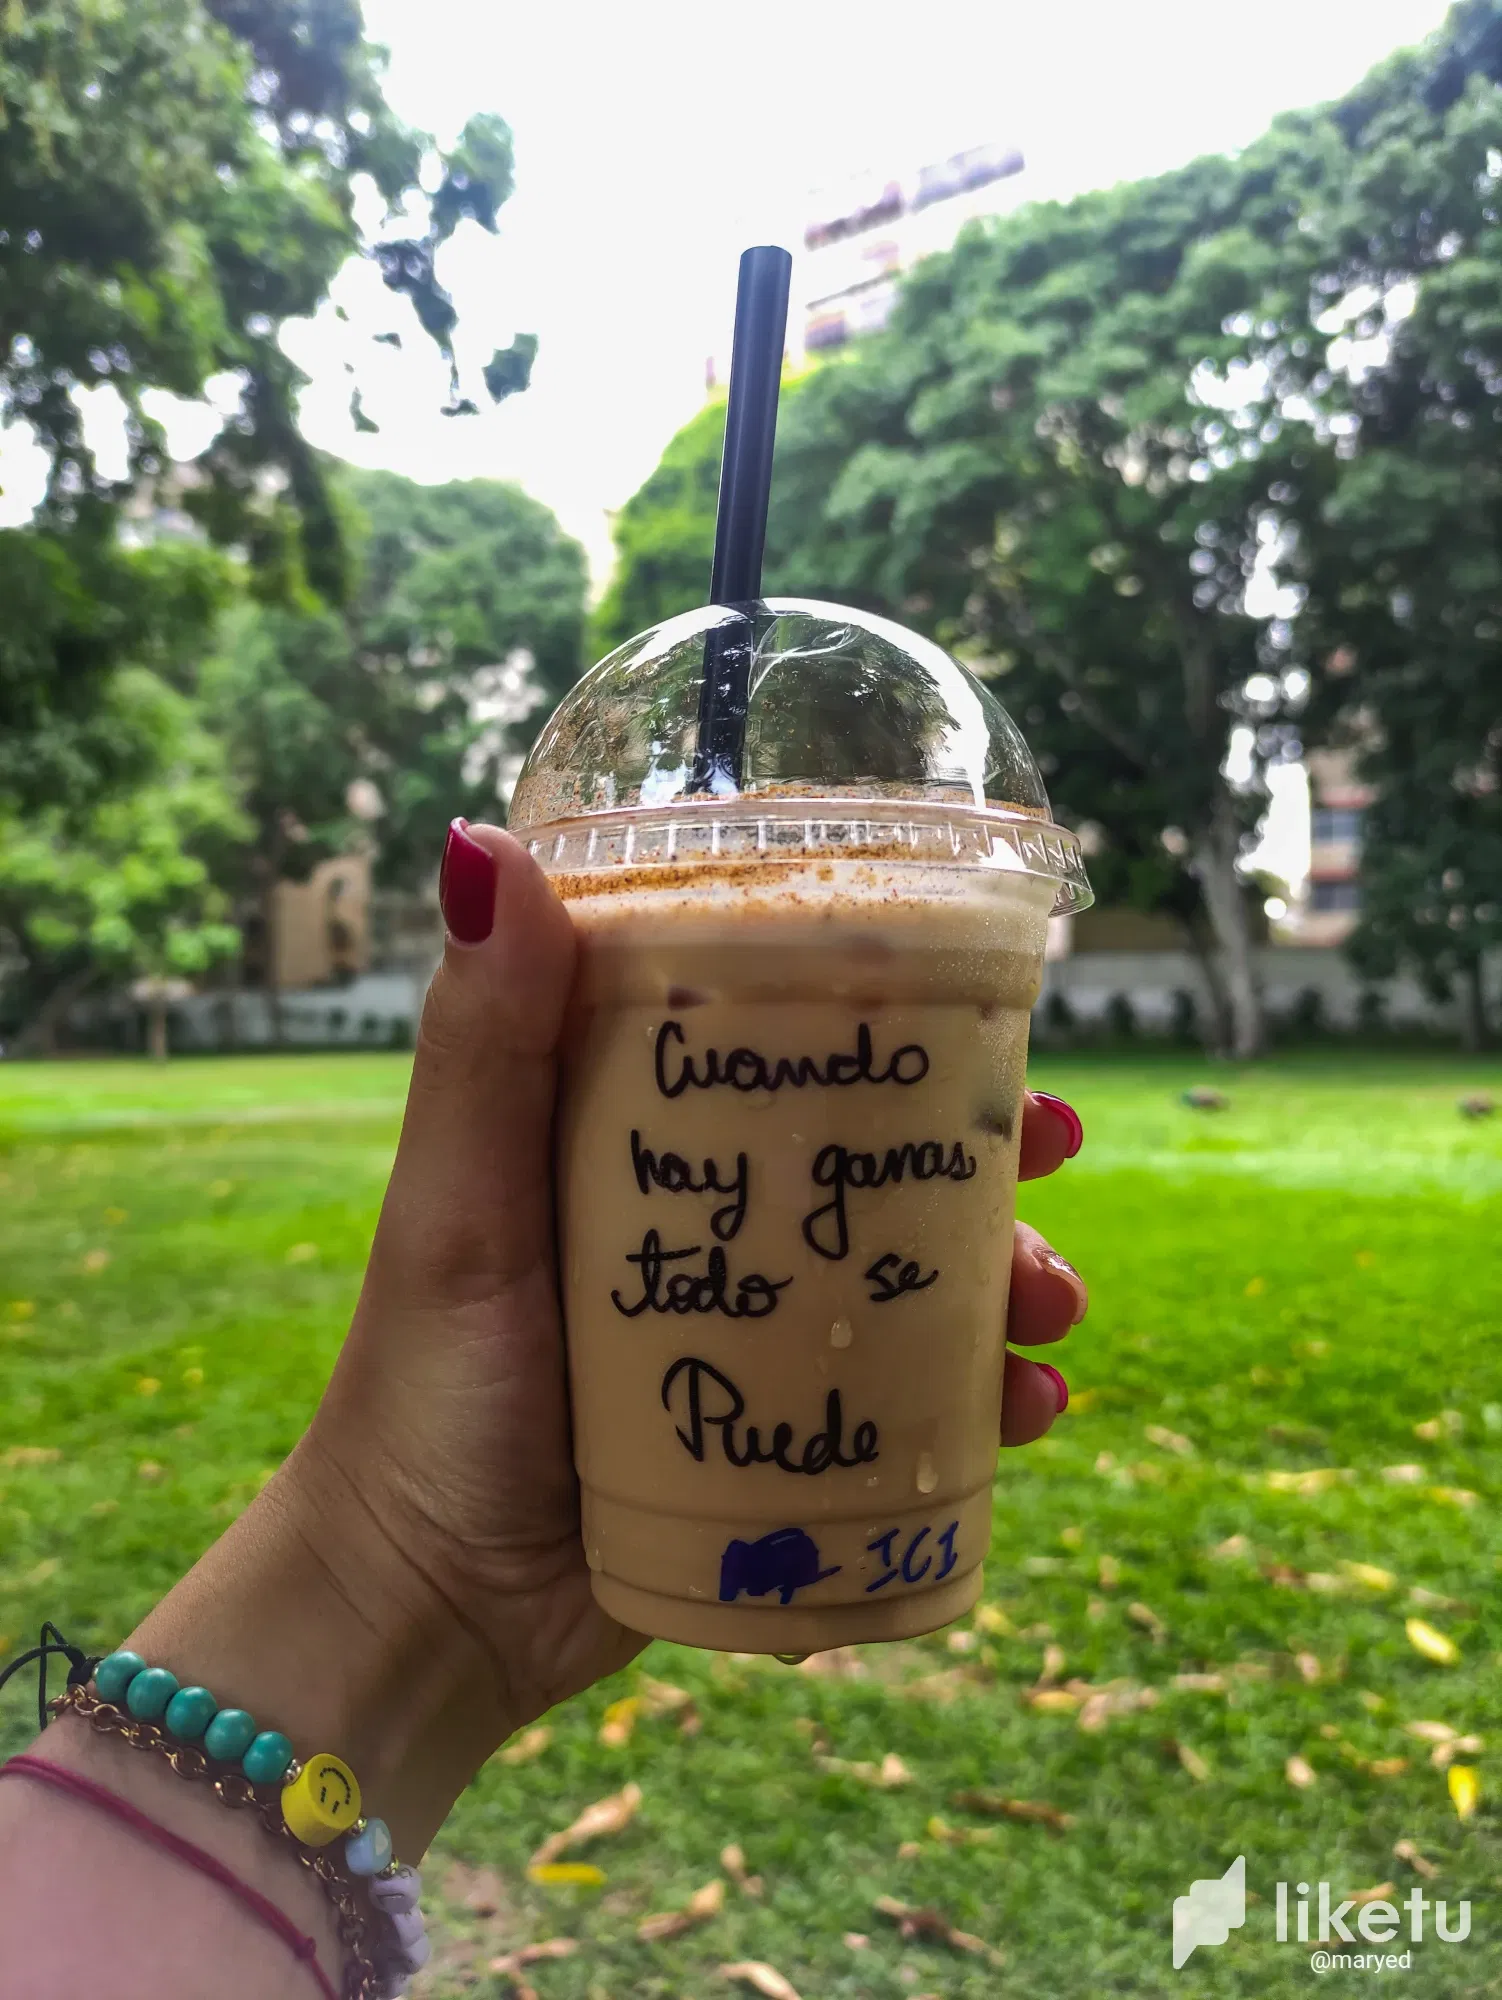 Cuando
hay ganas
todo se
Puede
ICI
liketu
@maryed